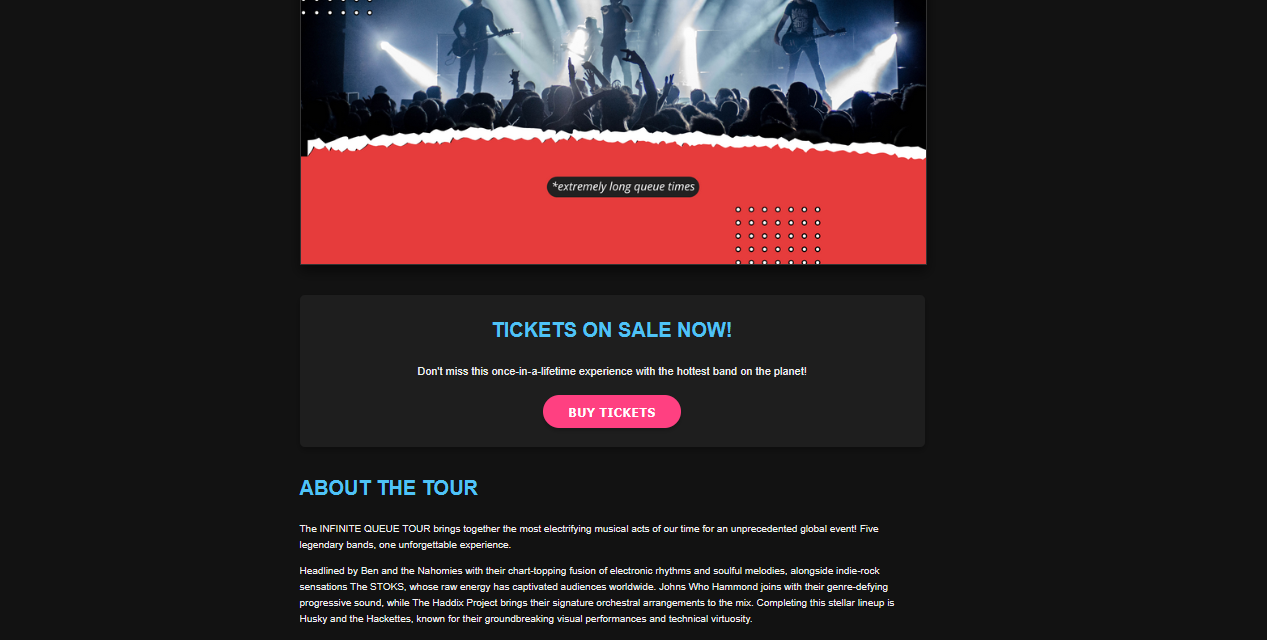 *extremely long queue times
TICKETS ON SALE NOW!
Don't miss this once-in-a-lifetime experience with the hottest band on the planet!
BUY TICKETS
ABOUT THE TOUR
The INFINITE QUEUE TOUR brings together the most electrifying musical acts of our time for an unprecedented global event! Five
legendary bands, one unforgettable experience.
Headlined by Ben and the Nahomies with their chart-topping fusion of electronic rhythms and soulful melodies, alongside indie-rock
sensations The STOKS, whose raw energy has captivated audiences worldwide. Johns Who Hammond joins with their genre-defying
progressive sound, while The Haddix Project brings their signature orchestral arrangements to the mix. Completing this stellar lineup is
Husky and the Hackettes, known for their groundbreaking visual performances and technical virtuosity.